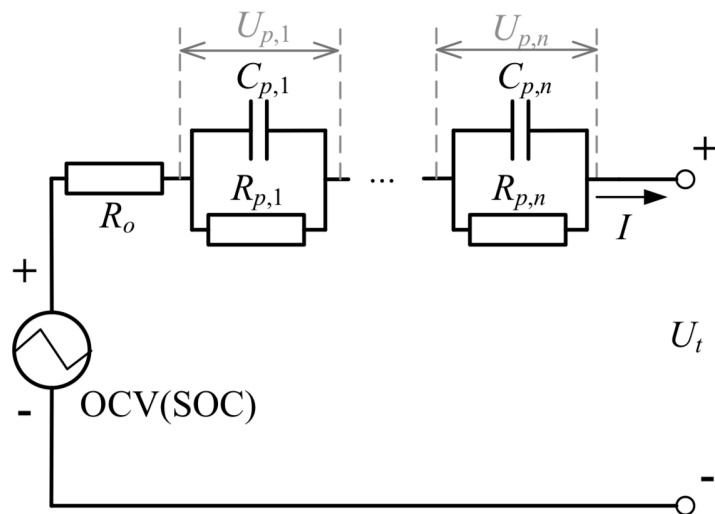 U_{p,1}
U_{p,n}
C_{p,1}
C_{p,n}
+
R_o
R_{p,1}
...
R_{p,n}
I
+
U_t
OCV(SOC)
-
-